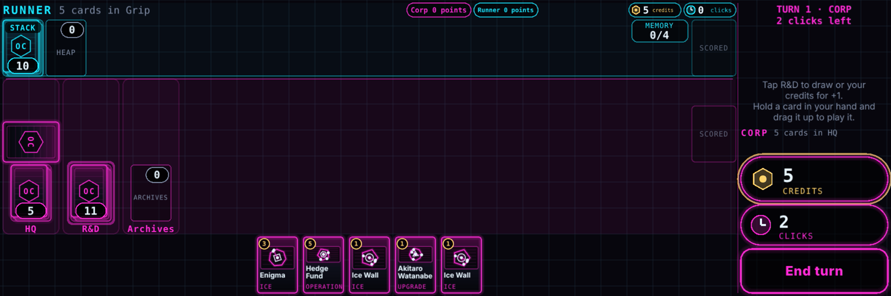 RUNNER 5 cards in Grip
Corp 0 points
Runner 0 points
5 credits
0 clicks
TURN 1 · CORP
2 clicks left
STACK
OC
10
0
HEAP
MEMORY
0/4
SCORED
Tap R&D to draw or your
credits for +1.
Hold a card in your hand and
drag it up to play it.
SCORED
CORP 5 cards in HQ
OC
OC
5
HQ
OC
11
R&D
0
ARCHIVES
Archives
5
CREDITS
2
CLICKS
End turn
3
Enigma
ICE
5
Hedge
Fund
OPERATION
1
Ice Wall
ICE
1
Akitaro
Watanabe
UPGRADE
1
Ice Wall
ICE